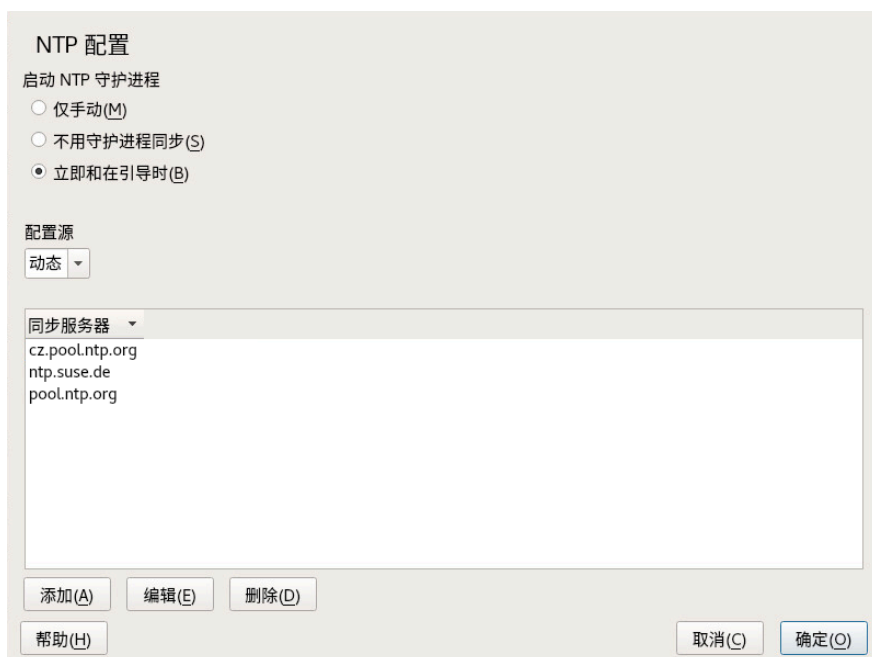 NTP 配置
启动 NTP 守护进程
仅手动(M)
不用守护进程同步(S)
立即和在引导时(B)
配置源
动态
同步服务器
cz.pool.ntp.org
ntp.suse.de
pool.ntp.org
添加(A) 编辑(E) 删除(D)
帮助(H) 取消(C) 确定(O)